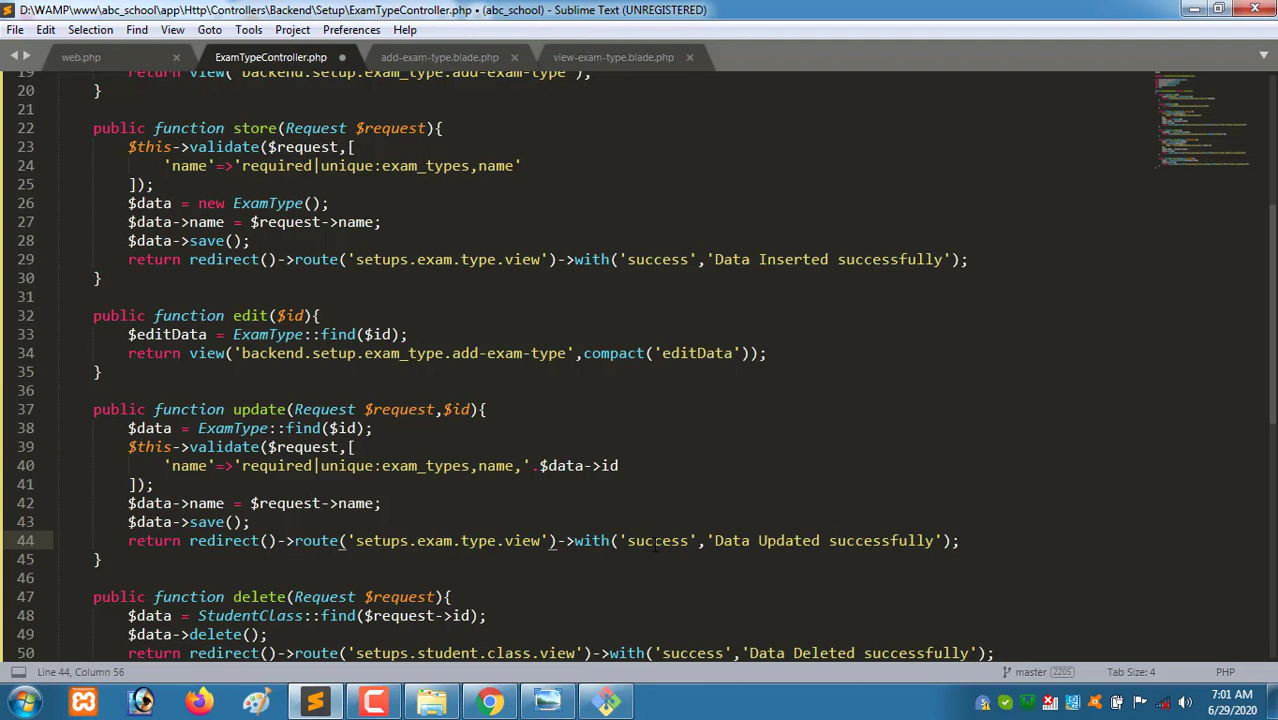 D:\WAMP\www\abc_school\app\Http\Controllers\Backend\Setup\ExamTypeController.php • (abc_school) - Sublime Text (UNREGISTERED)
File Edit Selection Find View Goto Tools Project Preferences Help
web.php × ExamTypeController.php • add-exam-type.blade.php × view-exam-type.blade.php ×
19 return view('backend.setup.exam_type.add-exam-type');
20 }
21
22 public function store(Request $request){
23 $this->validate($request,[
24 'name'=>'required|unique:exam_types,name'
25 ]);
26 $data = new ExamType();
27 $data->name = $request->name;
28 $data->save();
29 return redirect()->route('setups.exam.type.view')->with('success','Data Inserted successfully');
30 }
31
32 public function edit($id){
33 $editData = ExamType::find($id);
34 return view('backend.setup.exam_type.add-exam-type',compact('editData'));
35 }
36
37 public function update(Request $request,$id){
38 $data = ExamType::find($id);
39 $this->validate($request,[
40 'name'=>'required|unique:exam_types,name,'.$data->id
41 ]);
42 $data->name = $request->name;
43 $data->save();
44 return redirect()->route('setups.exam.type.view')->with('success','Data Updated successfully');
45 }
46
47 public function delete(Request $request){
48 $data = StudentClass::find($request->id);
49 $data->delete();
50 return redirect()->route('setups.student.class.view')->with('success','Data Deleted successfully');
Line 44, Column 56 master 2205 Tab Size: 4 PHP
7:01 AM
6/29/2020